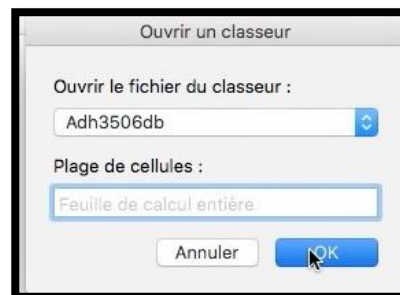 Ouvrir un classeur
Ouvrir le fichier du classeur :
Adh3506db
Plage de cellules :
Feuille de calcul entière
Annuler
OK